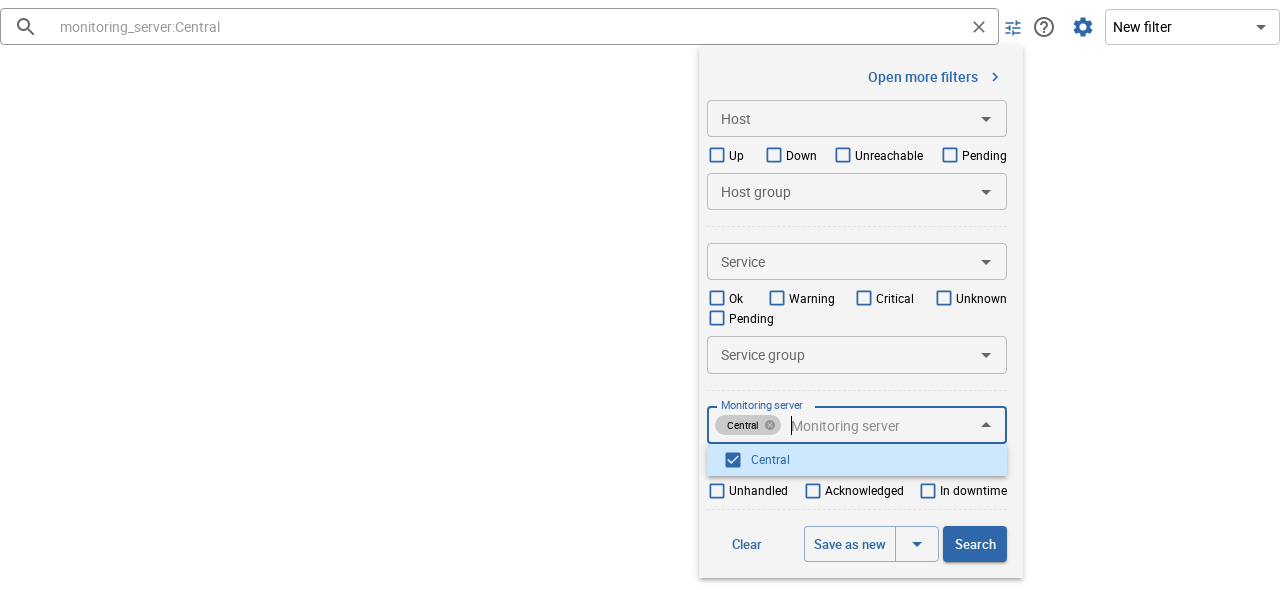 monitoring_server:Central
New filter
Open more filters
Host
Up Down Unreachable Pending
Host group
Service
Ok Warning Critical Unknown
Pending
Service group
Monitoring server
Central Monitoring server
Central
Unhandled Acknowledged In downtime
Clear Save as new Search